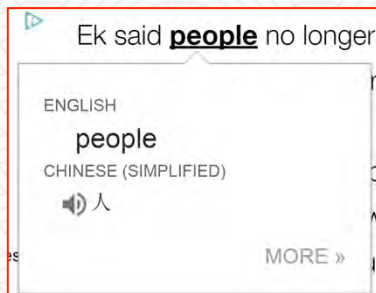 Ek said people no longer
ENGLISH
people
CHINESE (SIMPLIFIED)
人
MORE »